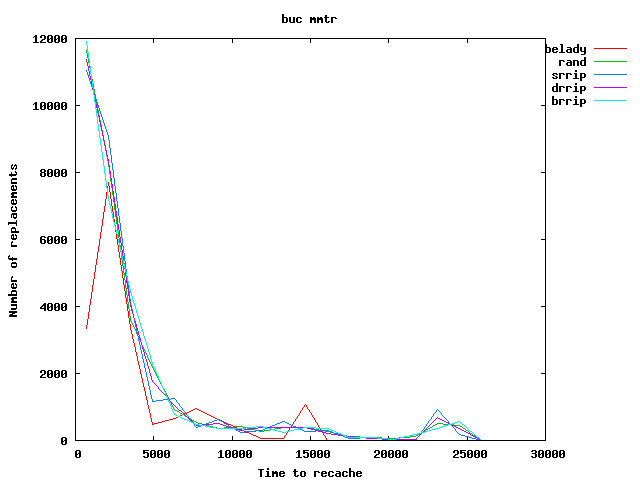 buc mmtr
12000
10000
8000
6000
4000
2000
0
Number of replacements
belady
rand
srrip
drrip
brrip
0 5000 10000 15000 20000 25000 30000
Time to recache